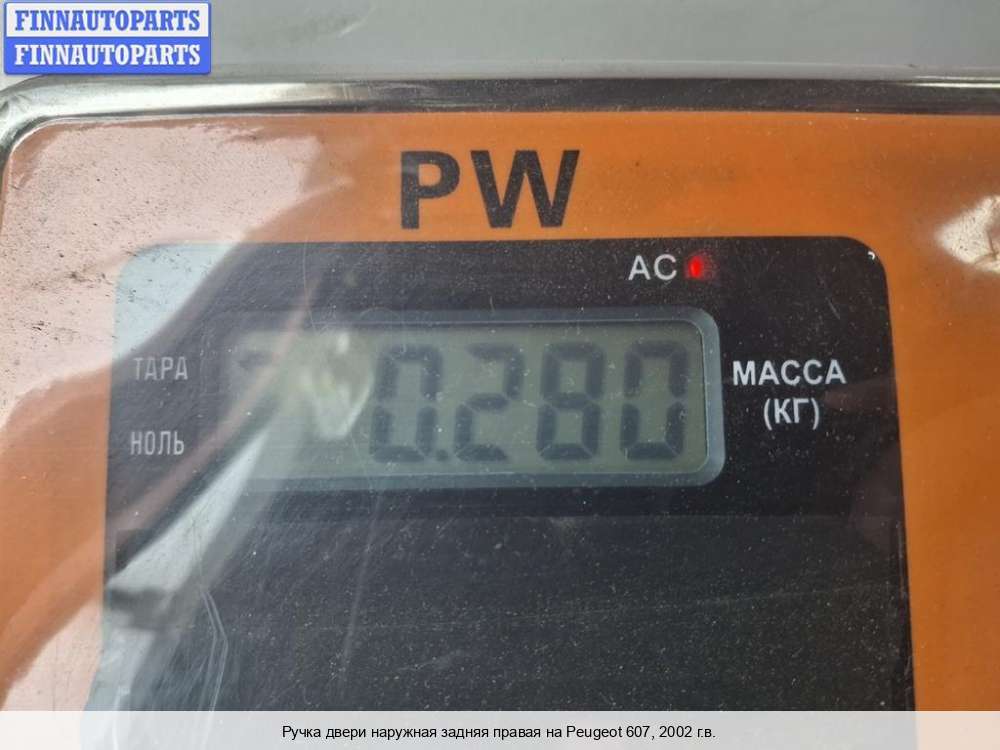 FINNAUTOPARTS
FINNAUTOPARTS
PW
AC
ТАРА
0.280
МАССА
(КГ)
НОЛЬ
Ручка двери наружная задняя правая на Peugeot 607, 2002 г.в.